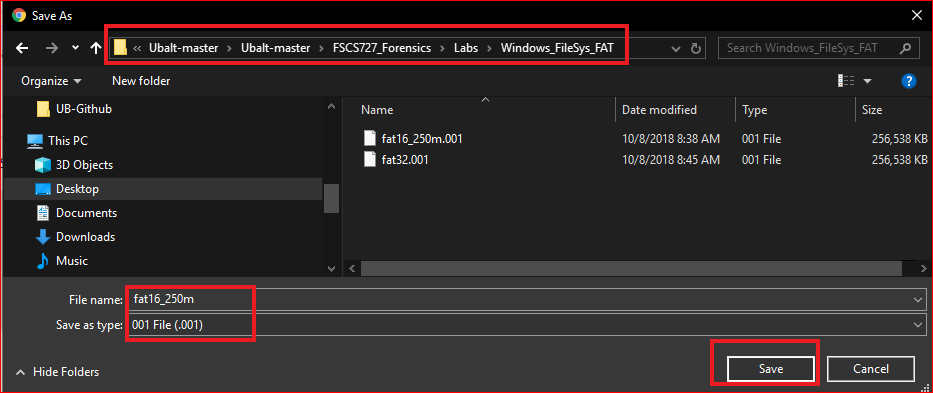 Save As
« Ubalt-master > Ubalt-master > FSCS727_Forensics > Labs > Windows_FileSys_FAT
Search Windows_FileSys_FAT
Organize
New folder
?
UB-Github
This PC
3D Objects
Desktop
Documents
Downloads
Music
Name Date modified Type Size
fat16_250m.001 10/8/2018 8:38 AM 001 File 256,538 KB
fat32.001 10/8/2018 8:45 AM 001 File 256,538 KB
File name: fat16_250m
Save as type: 001 File (.001)
Hide Folders
Save
Cancel